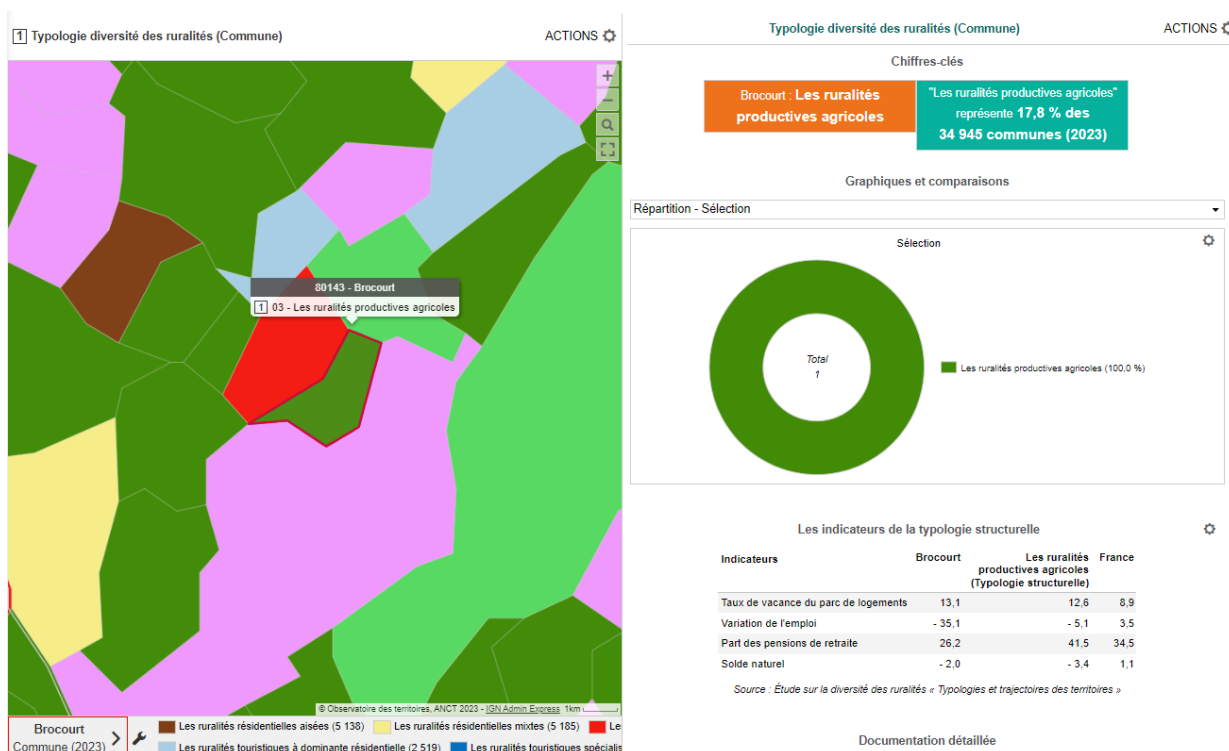 1 Typologie diversité des ruralités (Commune)
ACTIONS
80143 - Brocourt
1 03 - Les ruralités productives agricoles
© Observatoire des territoires, ANCT 2023 - IGN Admin Express 1km
Brocourt
Commune (2023)
Les ruralités résidentielles aisées (5 138)
Les ruralités résidentielles mixtes (5 185)
Les ruralités touristiques à dominante résidentielle (2 519)
Les ruralités touristiques
Typologie diversité des ruralités (Commune)
ACTIONS
Chiffres-clés
Brocourt : Les ruralités
productives agricoles
"Les ruralités productives agricoles"
représente 17,8 % des
34 945 communes (2023)
Graphiques et comparaisons
Répartition - Sélection
Sélection
Total
1
Les ruralités productives agricoles (100,0 %)
Les indicateurs de la typologie structurelle
Indicateurs Brocourt Les ruralités productives agricoles (Typologie structurelle) France
Taux de vacance du parc de logements 13,1 12,6 8,9
Variation de l'emploi - 35,1 - 5,1 3,5
Part des pensions de retraite 26,2 41,5 34,5
Solde naturel - 2,0 - 3,4 1,1
Source : Étude sur la diversité des ruralités « Typologies et trajectoires des territoires »
Documentation détaillée